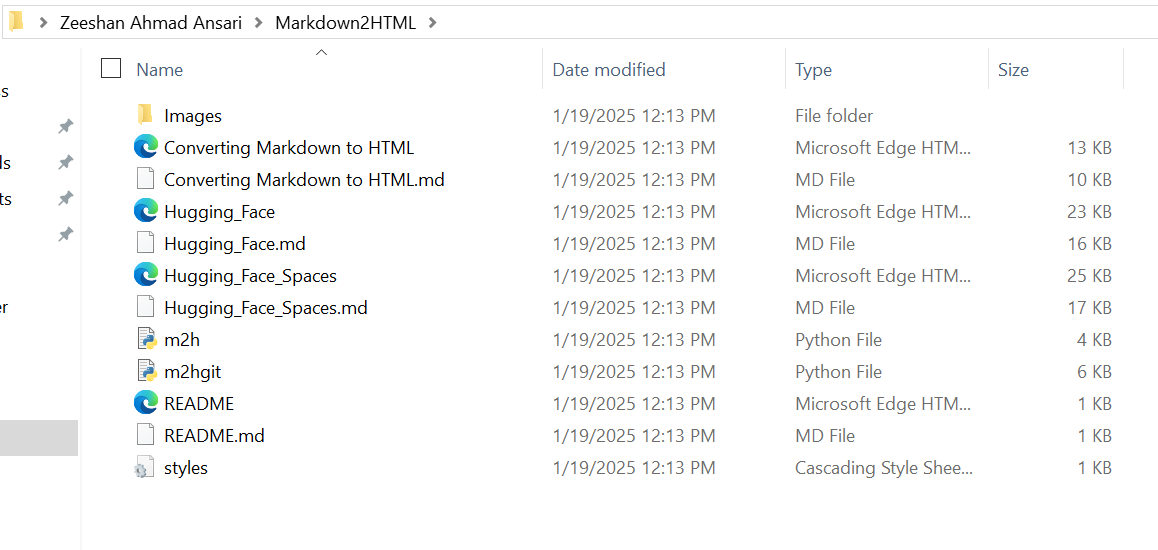 Zeeshan Ahmad Ansari > Markdown2HTML >
Name Date modified Type Size
Images 1/19/2025 12:13 PM File folder
Converting Markdown to HTML 1/19/2025 12:13 PM Microsoft Edge HTM... 13 KB
Converting Markdown to HTML.md 1/19/2025 12:13 PM MD File 10 KB
Hugging_Face 1/19/2025 12:13 PM Microsoft Edge HTM... 23 KB
Hugging_Face.md 1/19/2025 12:13 PM MD File 16 KB
Hugging_Face_Spaces 1/19/2025 12:13 PM Microsoft Edge HTM... 25 KB
Hugging_Face_Spaces.md 1/19/2025 12:13 PM MD File 17 KB
m2h 1/19/2025 12:13 PM Python File 4 KB
m2hgit 1/19/2025 12:13 PM Python File 6 KB
README 1/19/2025 12:13 PM Microsoft Edge HTM... 1 KB
README.md 1/19/2025 12:13 PM MD File 1 KB
styles 1/19/2025 12:13 PM Cascading Style Shee... 1 KB